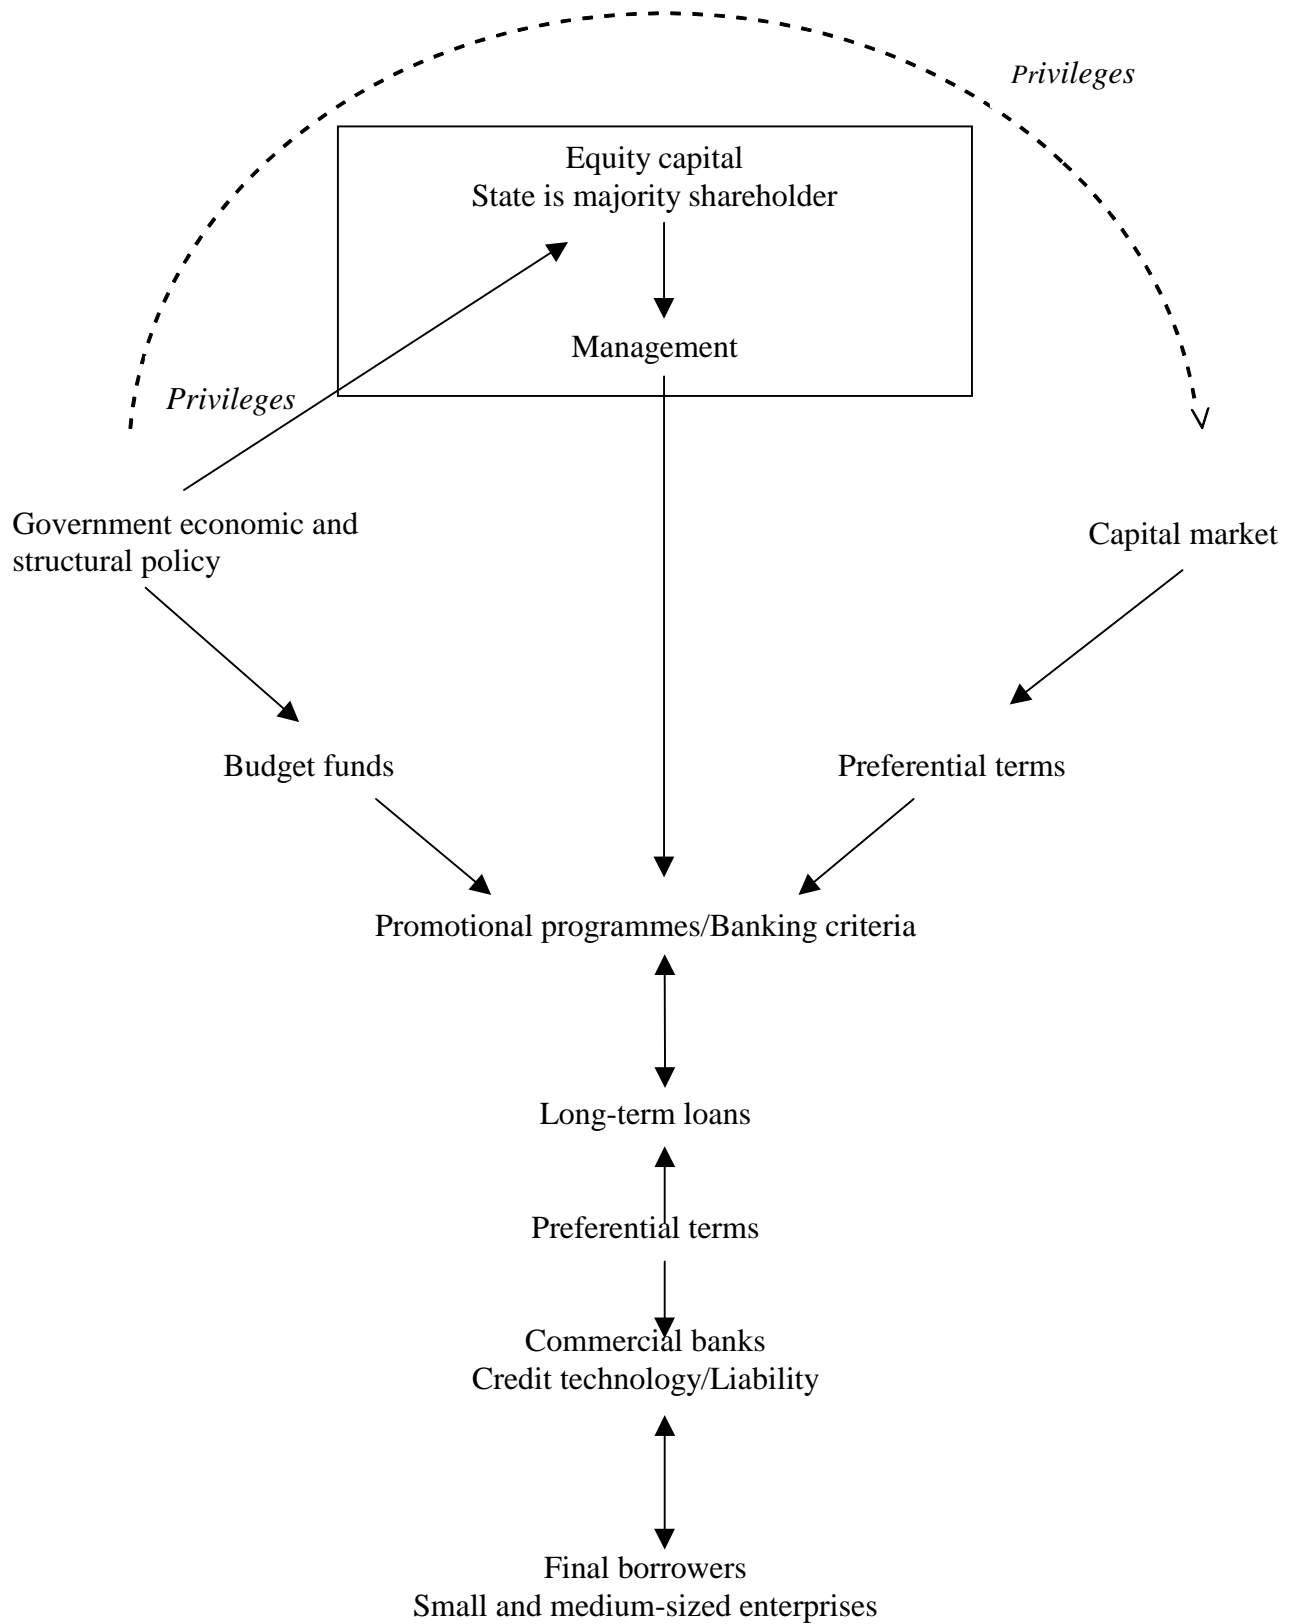 Privileges
Equity capital
State is majority shareholder
Management
Privileges
Government economic and
structural policy
Capital market
Budget funds
Preferential terms
Promotional programmes/Banking criteria
Long-term loans
Preferential terms
Commercial banks
Credit technology/Liability
Final borrowers
Small and medium-sized enterprises